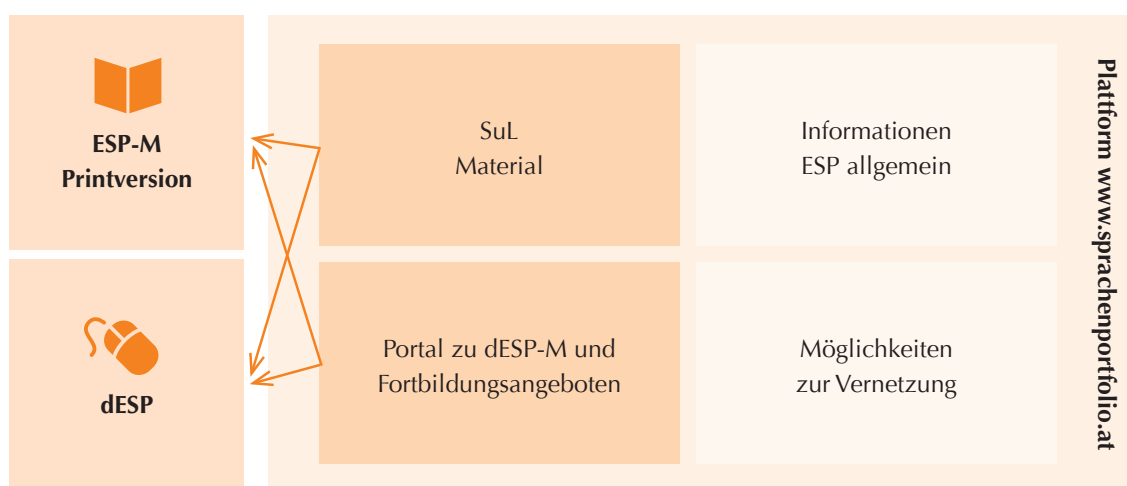 ESP-M
Printversion
dESP
SuL
Material
Informationen
ESP allgemein
Portal zu dESP-M und
Fortbildungsangeboten
Möglichkeiten
zur Vernetzung
Plattform www.sprachenportfolio.at